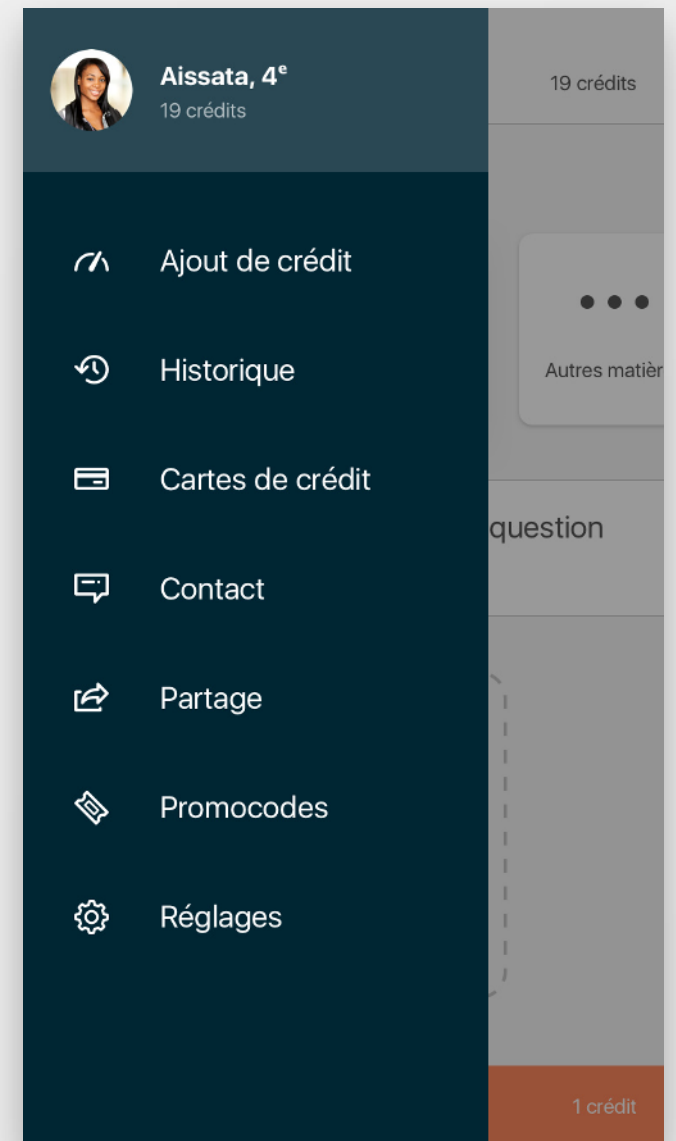 Aissata, 4ᵉ
19 crédits
19 crédits
Ajout de crédit
Historique
Cartes de crédit
Contact
Partage
Promocodes
Réglages
Autres
question
1 crédit